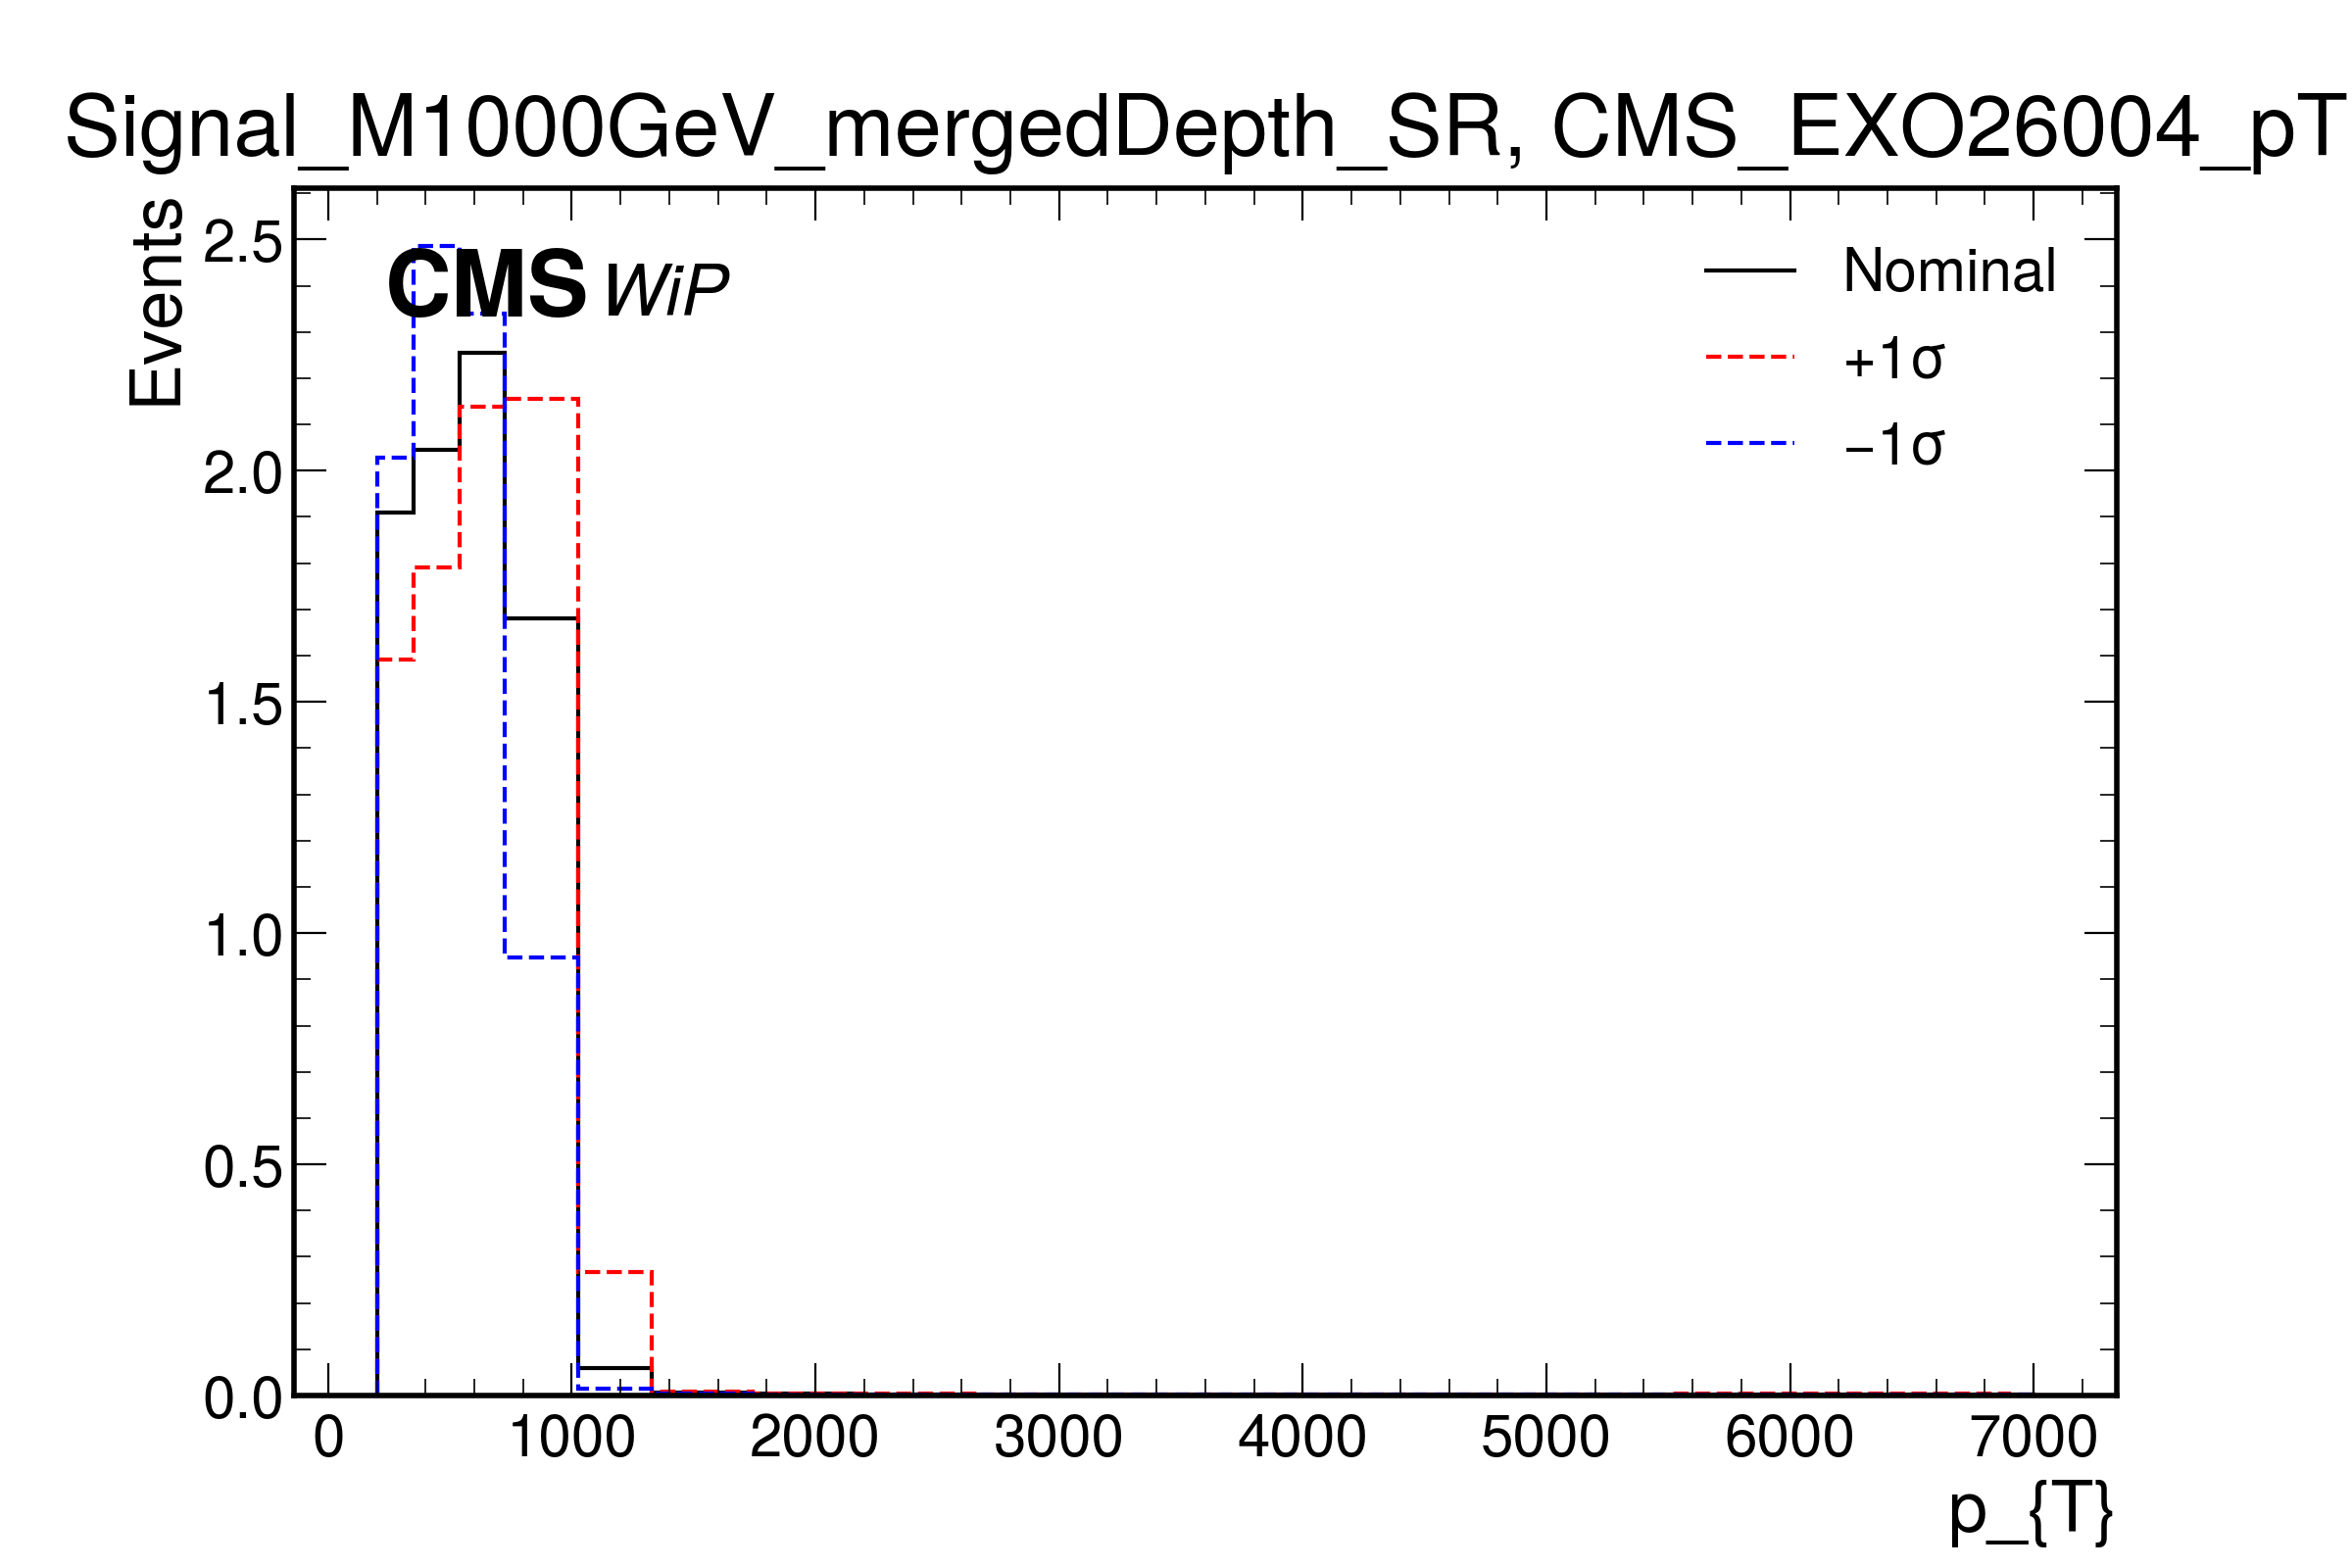 Signal_M1000GeV_mergedDepth_SR, CMS_EXO26004_pT
Events
CMS WiP
Nominal
+1σ
−1σ
2.5
2.0
1.5
1.0
0.5
0.0
0 1000 2000 3000 4000 5000 6000 7000
p_{T}